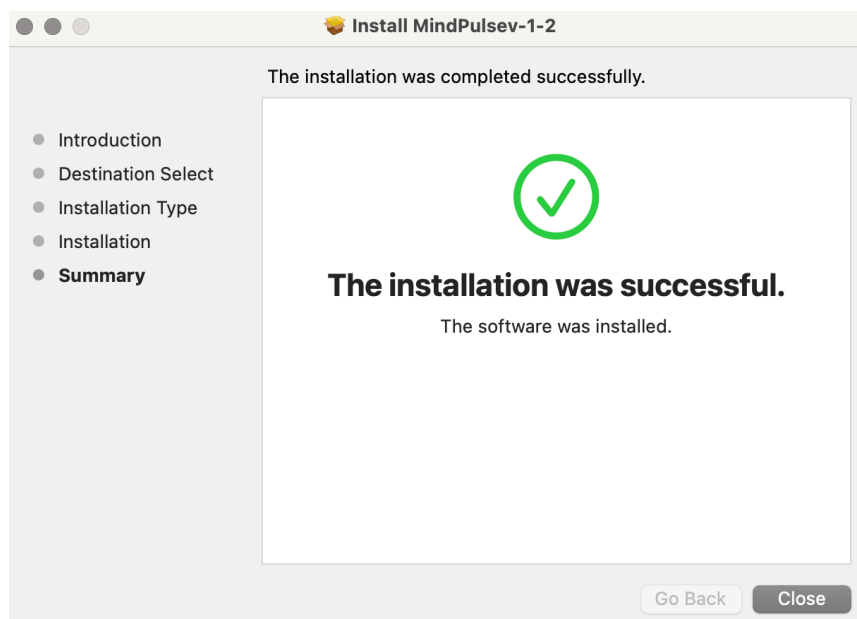 Install MindPulsev-1-2
The installation was completed successfully.
Introduction
Destination Select
Installation Type
Installation
Summary
The installation was successful.
The software was installed.
Go Back
Close